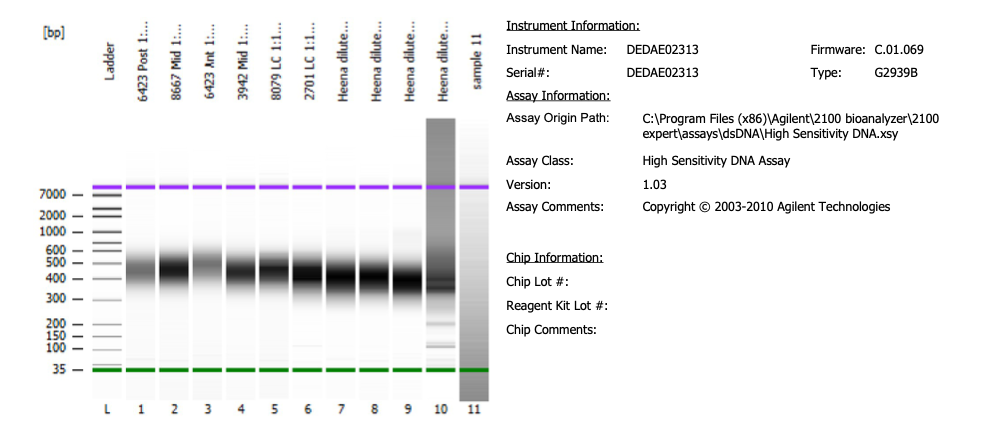 [bp]
Ladder
6423 Post 1:...
8667 Mid 1:...
6423 Ant 1:...
3942 Mid 1:...
8079 LC 1:1...
2701 LC 1:1...
Heena dilute...
Heena dilute...
Heena dilute...
Heena dilute...
sample 11
7000
2000
1000
600
500
400
300
200
150
100
35
L 1 2 3 4 5 6 7 8 9 10 11
Instrument Information:
Instrument Name: DEDAE02313 Firmware: C.01.069
Serial#: DEDAE02313 Type: G2939B
Assay Information:
Assay Origin Path: C:\Program Files (x86)\Agilent\2100 bioanalyzer\2100
expert\assays\dsDNA\High Sensitivity DNA.xsy
Assay Class: High Sensitivity DNA Assay
Version: 1.03
Assay Comments: Copyright © 2003-2010 Agilent Technologies
Chip Information:
Chip Lot #:
Reagent Kit Lot #:
Chip Comments: